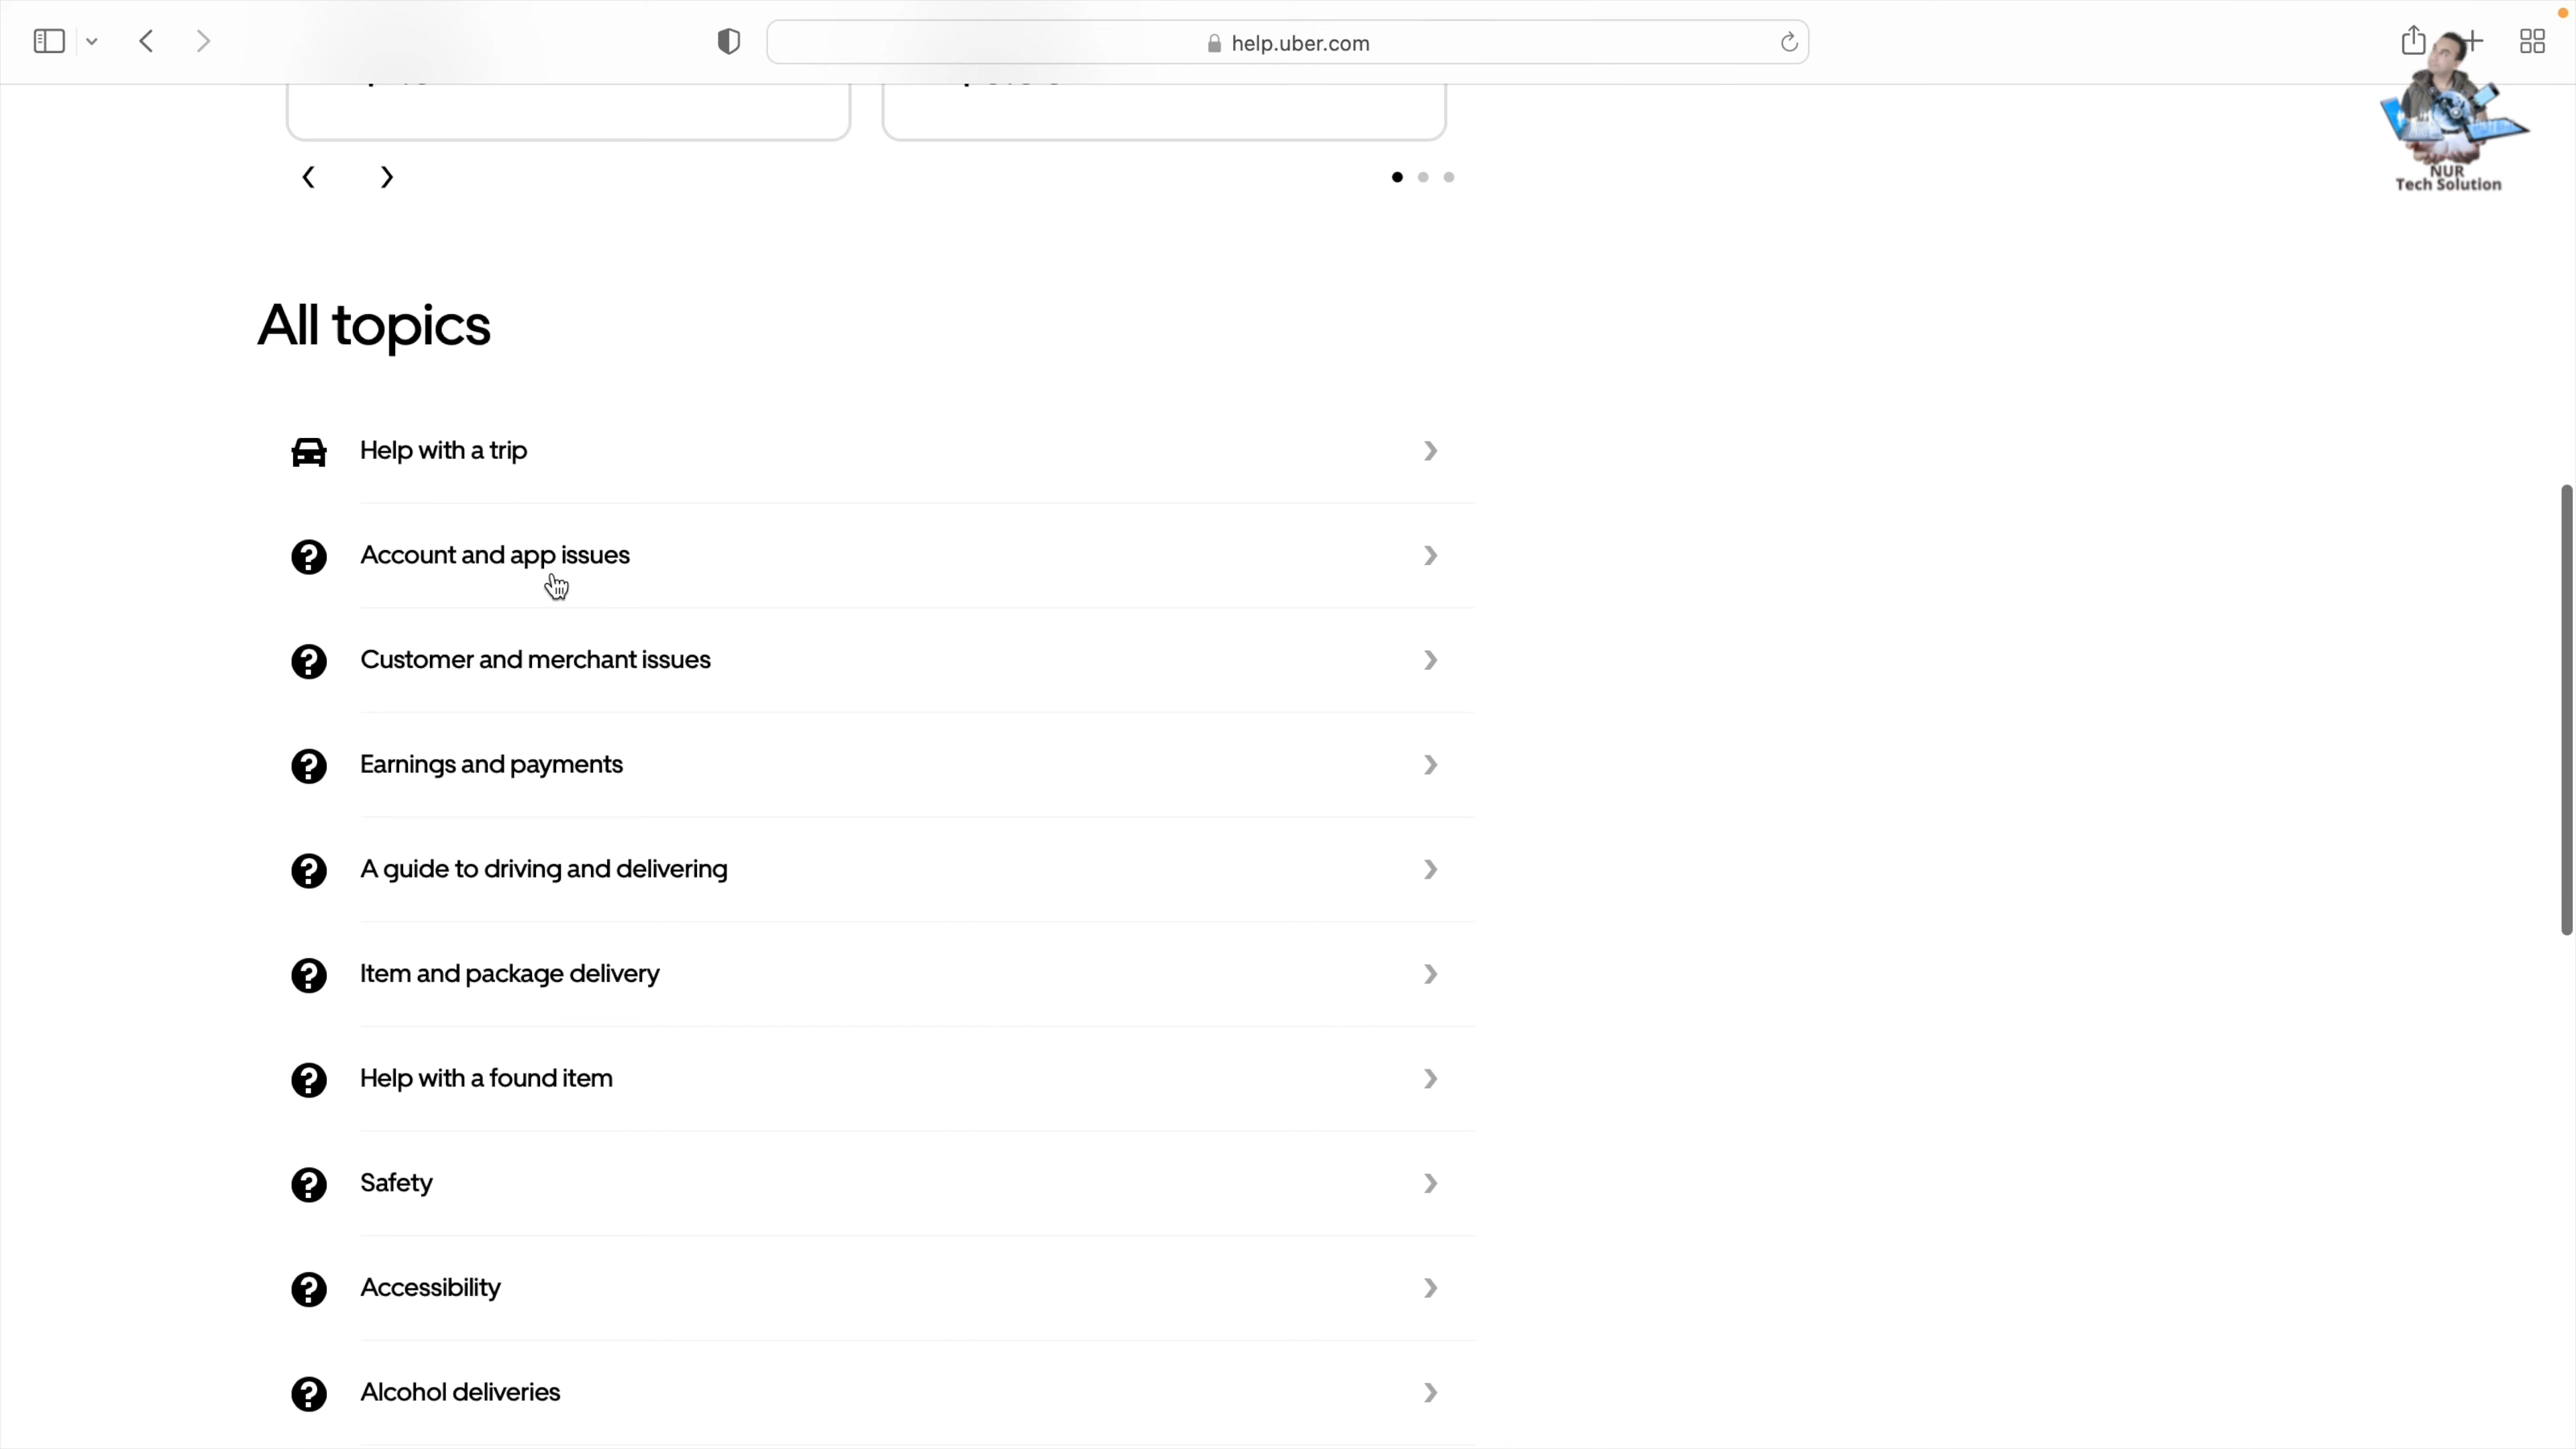 help.uber.com
NUR
Tech Solution
All topics
Help with a trip
Account and app issues
Customer and merchant issues
Earnings and payments
A guide to driving and delivering
Item and package delivery
Help with a found item
Safety
Accessibility
Alcohol deliveries